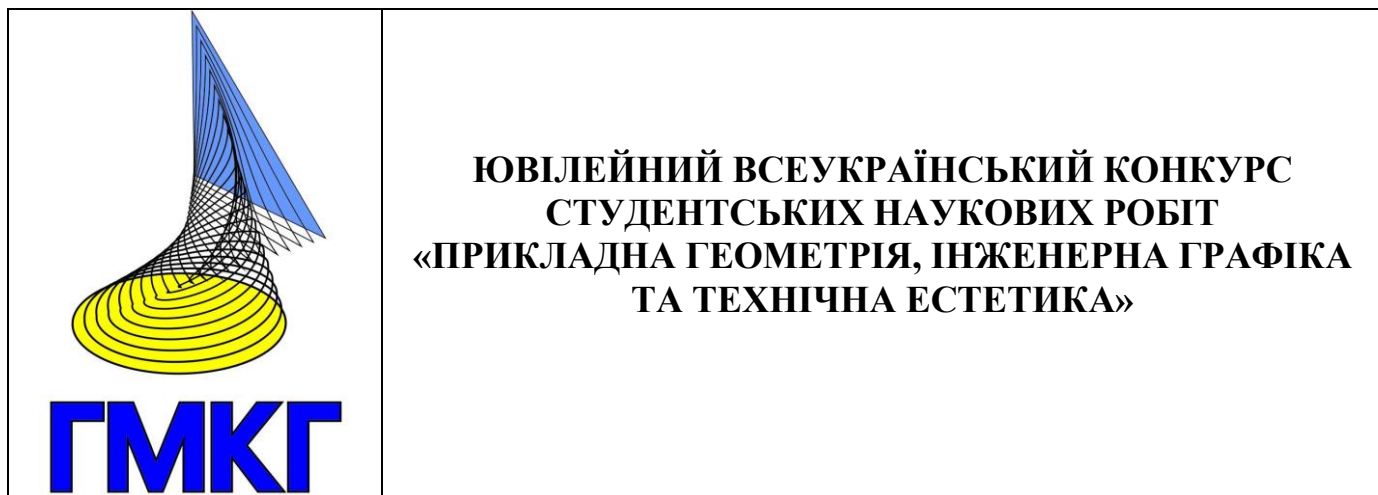 ЮВІЛЕЙНИЙ ВСЕУКРАЇНСЬКИЙ КОНКУРС
СТУДЕНТСЬКИХ НАУКОВИХ РОБІТ
«ПРИКЛАДНА ГЕОМЕТРІЯ, ІНЖЕНЕРНА ГРАФІКА
ТА ТЕХНІЧНА ЕСТЕТИКА»
ГМКГ